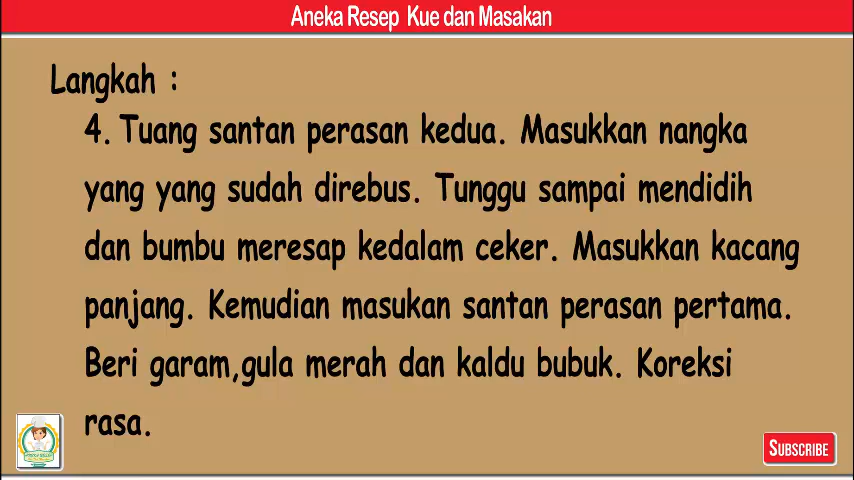 Aneka Resep Kue dan Masakan
Langkah :
4. Tuang santan perasan kedua. Masukkan nangka
yang yang sudah direbus. Tunggu sampai mendidih
dan bumbu meresap kedalam ceker. Masukkan kacang
panjang. Kemudian masukan santan perasan pertama.
Beri garam,gula merah dan kaldu bubuk. Koreksi
rasa.
SUBSCRIBE